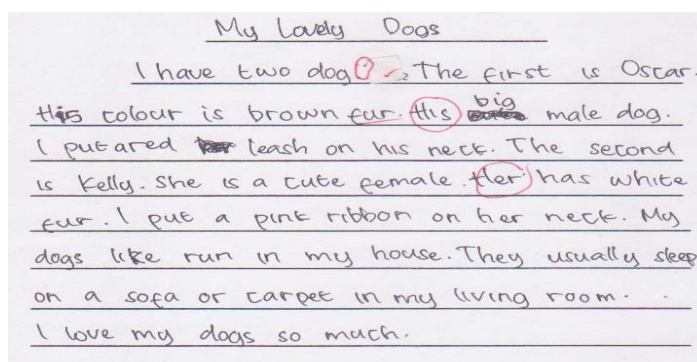 My Lovely Dogs
I have two dog. The first is Oscar.
His colour is brown fur. His big male dog.
I put a red leash on his neck. The second
is Kelly. She is a cute female. Her has white
fur. I put a pink ribbon on her neck. My
dogs like run in my house. They usually sleep
on a sofa or carpet in my living room.
I love my dogs so much.